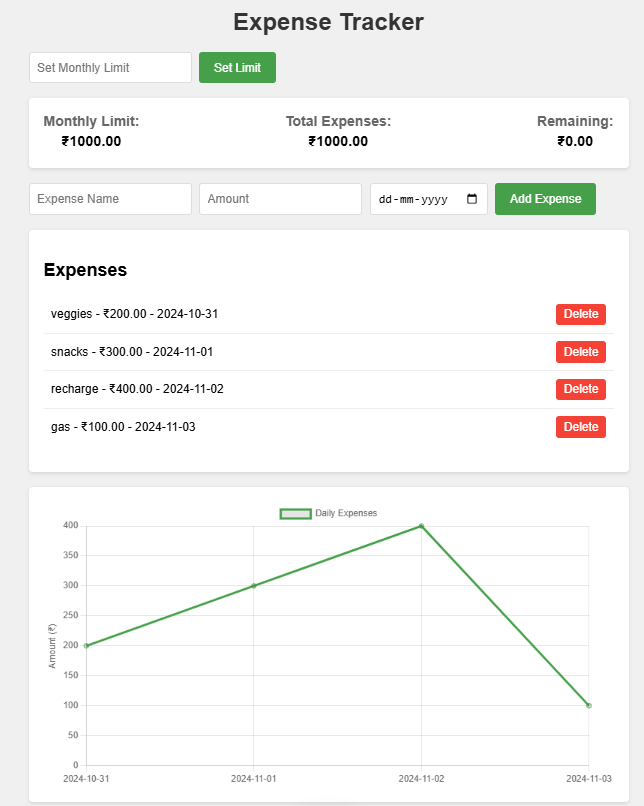 Expense Tracker
Set Monthly Limit Set Limit
Monthly Limit: Total Expenses: Remaining:
₹1000.00 ₹1000.00 ₹0.00
Expense Name Amount dd-mm-yyyy Add Expense
Expenses
veggies - ₹200.00 - 2024-10-31 Delete
snacks - ₹300.00 - 2024-11-01 Delete
recharge - ₹400.00 - 2024-11-02 Delete
gas - ₹100.00 - 2024-11-03 Delete
Daily Expenses
400
350
300
250
200
150
100
50
0
Amount (₹)
2024-10-31 2024-11-01 2024-11-02 2024-11-03